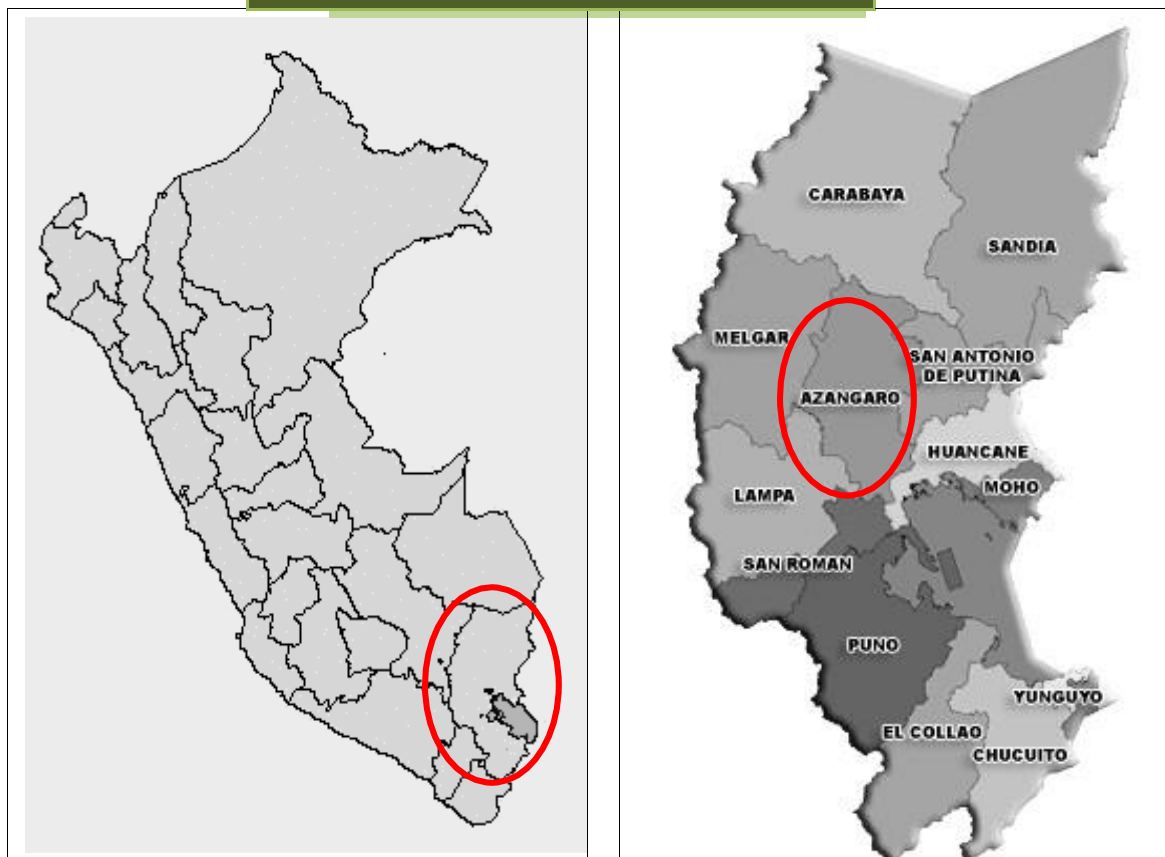 CARABAYA
SANDIA
MELGAR
SAN ANTONIO
DE PUTINA
AZANGARO
HUANCANE
MOHO
LAMPA
SAN ROMAN
PUNO
YUNGUYO
EL COLLAO
CHUCUITO